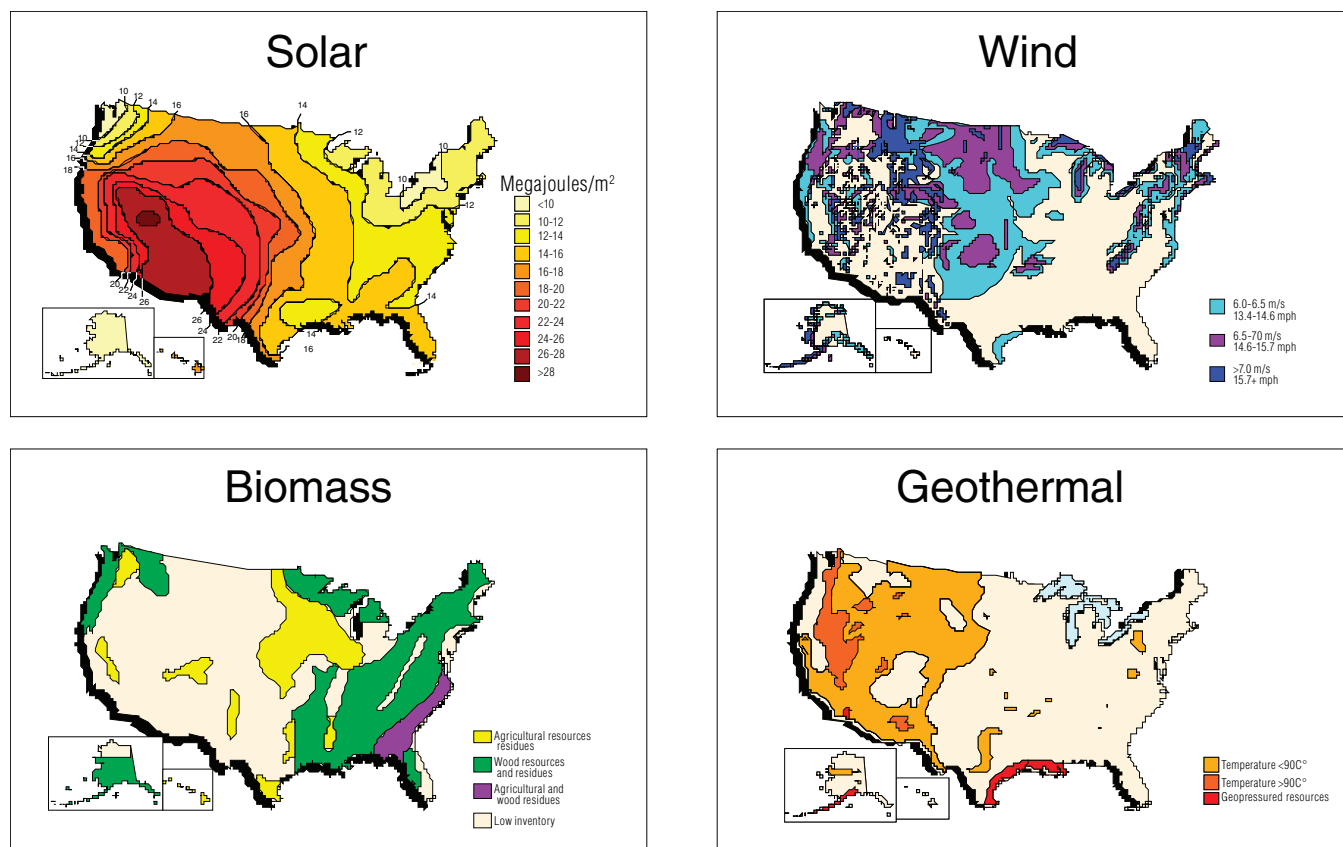 Solar
10
12
14
16
16
14
12
10
10
12
14
16
18
10
12
20
22
24
26
26
24
22
20
18
14
16
14
Megajoules/m²
<10
10-12
12-14
14-16
16-18
18-20
20-22
22-24
24-26
26-28
>28
Wind
6.0-6.5 m/s
13.4-14.6 mph
6.5-70 m/s
14.6-15.7 mph
>7.0 m/s
15.7+ mph
Biomass
Agricultural resources
residues
Wood resources
and residues
Agricultural and
wood residues
Low inventory
Geothermal
Temperature <90C°
Temperature >90C°
Geopressured resources